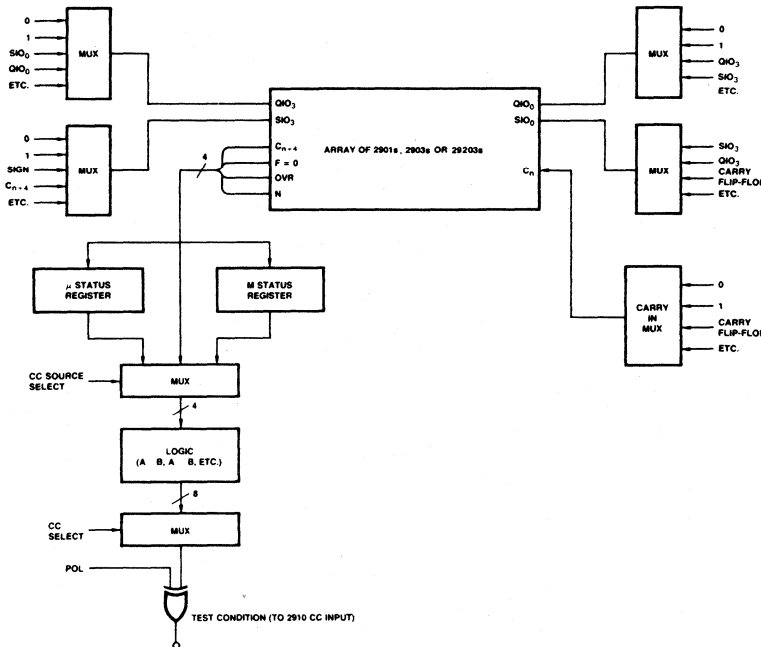 0
1
SIO0
QIO0
ETC.
MUX
0
1
SIGN
Cn-4
ETC.
MUX
QIO3
SIO3
Cn-4
F = 0
OVR
N
4
ARRAY OF 2901s, 2903s OR 29203s
QIO0
SIO0
Cn
MUX
0
1
QIO3
SIO3
ETC.
MUX
SIO3
QIO3
CARRY
FLIP-FLO
ETC.
CARRY
IN
MUX
0
1
CARRY
FLIP-FLO
ETC.
μ STATUS
REGISTER
M STATUS
REGISTER
CC SOURCE
SELECT
MUX
4
LOGIC
(A B, A B, ETC.)
8
CC
SELECT
MUX
POL
TEST CONDITION (TO 2910 CC INPUT)